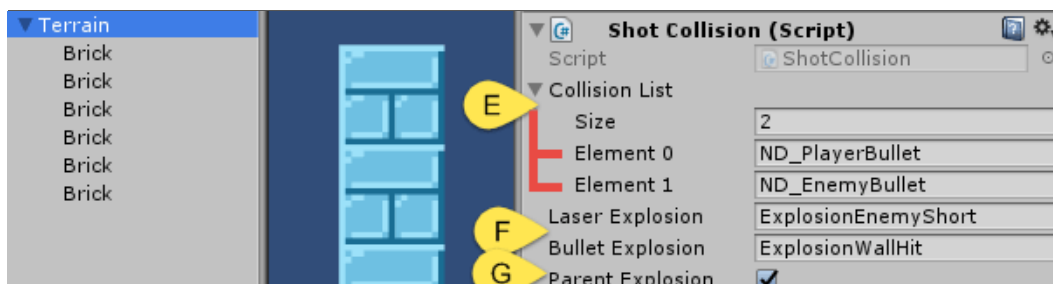 Terrain
Brick
Brick
Brick
Brick
Brick
Brick
Shot Collision (Script)
Script ShotCollision
E
Collision List
Size 2
Element 0 ND_PlayerBullet
Element 1 ND_EnemyBullet
F
Laser Explosion ExplosionEnemyShort
Bullet Explosion ExplosionWallHit
G
Parent Explosion